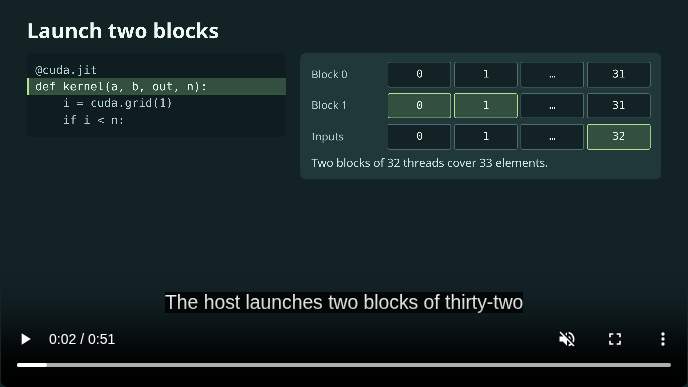 Launch two blocks
@cuda.jit
def kernel(a, b, out, n):
    i = cuda.grid(1)
    if i < n:
Block 0 0 1 … 31
Block 1 0 1 … 31
Inputs 0 1 … 32
Two blocks of 32 threads cover 33 elements.
The host launches two blocks of thirty-two
0:02 / 0:51